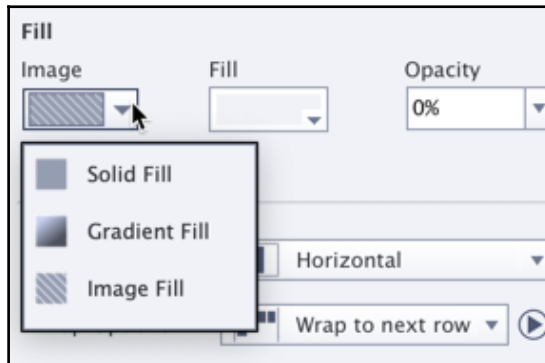 Fill
Image Fill Opacity
0%
Solid Fill
Gradient Fill
Image Fill
Horizontal
Wrap to next row